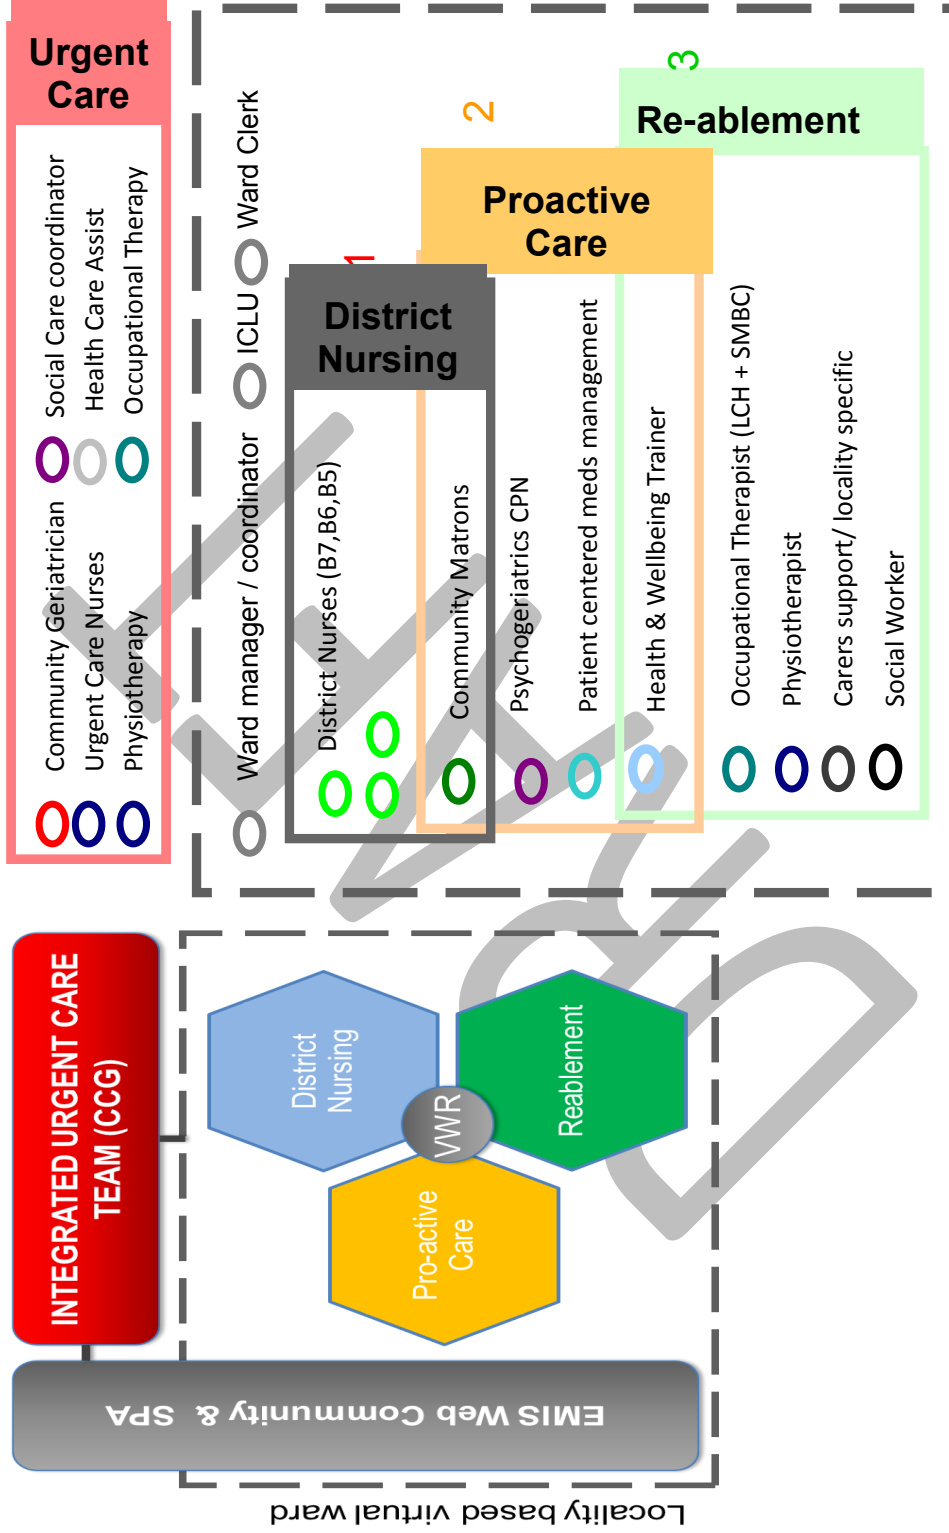 Urgent
Care
Community Geriatrician
Urgent Care Nurses
Physiotherapy
Social Care coordinator
Health Care Assist
Occupational Therapy
Ward manager / coordinator
ICLU
Ward Clerk
1
District
Nursing
District Nurses (B7,B6,B5)
Community Matrons
2
Proactive
Care
Psychogeriatrics CPN
Patient centered meds management
Health & Wellbeing Trainer
3
Re-ablement
Occupational Therapist (LCH + SMBC)
Physiotherapist
Carers support/ locality specific
Social Worker
INTEGRATED URGENT CARE
TEAM (CCG)
District
Nursing
VWR
Pro-active
Care
Reablement
EMIS Web Community & SPA
Locality based virtual ward
DRAFT